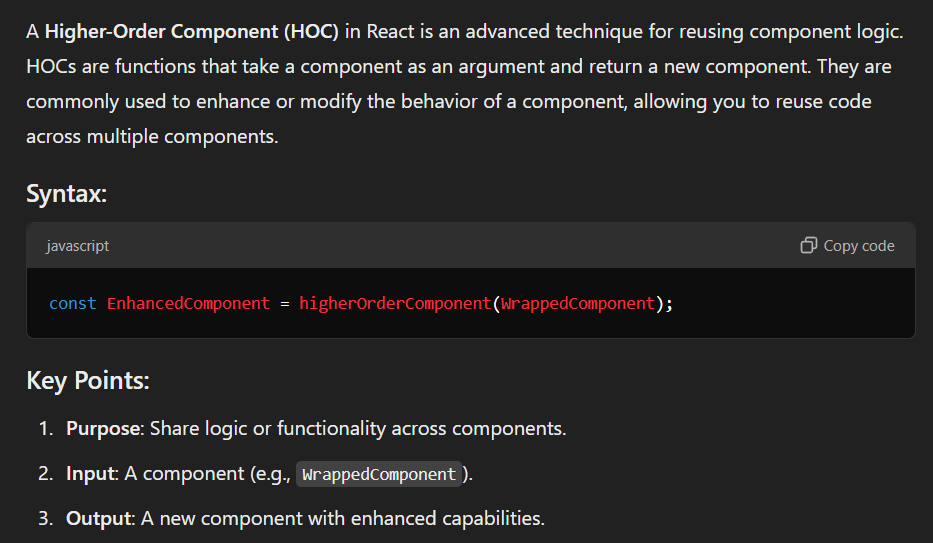 A Higher-Order Component (HOC) in React is an advanced technique for reusing component logic.
HOCs are functions that take a component as an argument and return a new component. They are
commonly used to enhance or modify the behavior of a component, allowing you to reuse code
across multiple components.
Syntax:
javascript Copy code
const EnhancedComponent = higherOrderComponent(WrappedComponent);
Key Points:
1. Purpose: Share logic or functionality across components.
2. Input: A component (e.g., WrappedComponent).
3. Output: A new component with enhanced capabilities.